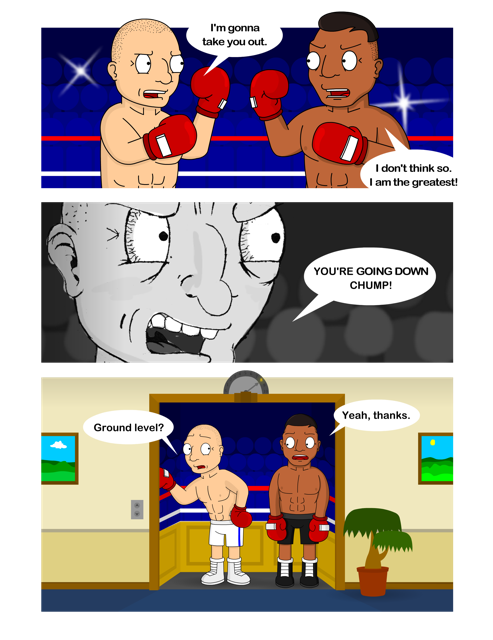 I'm gonna
take you out.
I don't think so.
I am the greatest!
YOU'RE GOING DOWN
CHUMP!
Ground level?
Yeah, thanks.